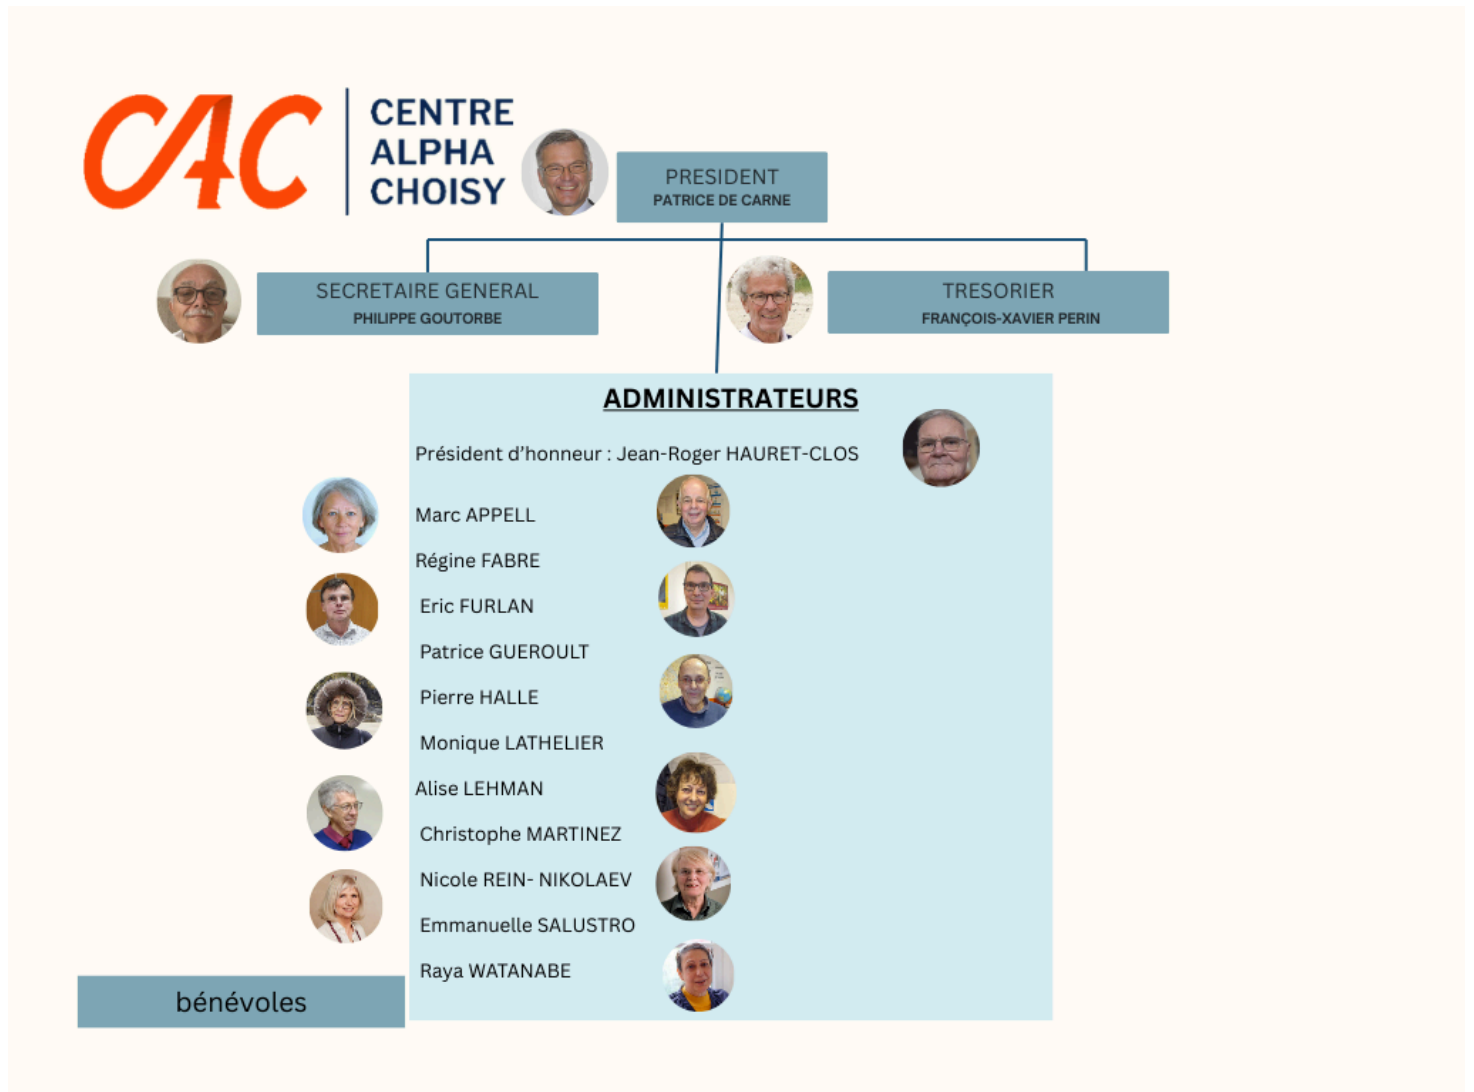 CAC
CENTRE
ALPHA
CHOISY
PRESIDENT
PATRICE DE CARNE
SECRETAIRE GENERAL
PHILIPPE GOUTORBE
TRESORIER
FRANÇOIS-XAVIER PERIN
ADMINISTRATEURS
Président d’honneur : Jean-Roger HAURET-CLOS
Marc APPELL
Régine FABRE
Eric FURLAN
Patrice GUEROULT
Pierre HALLE
Monique LATHELIER
Alise LEHMAN
Christophe MARTINEZ
Nicole REIN- NIKOLAEV
Emmanuelle SALUSTRO
Raya WATANABE
bénévoles